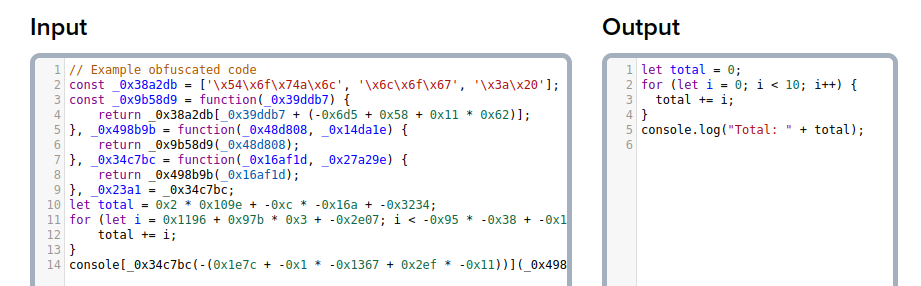 Input
1 // Example obfuscated code
2 const _0x38a2db = ['\x54\x6f\x74a\x6c', '\x6c\x6f\x67', '\x3a\x20'];
3 const _0x9b58d9 = function(_0x39ddb7) {
4     return _0x38a2db[_0x39ddb7 + (-0x6d5 + 0x58 + 0x11 * 0x62)];
5 }, _0x498b9b = function(_0x48d808, _0x14da1e) {
6     return _0x9b58d9(_0x48d808);
7 }, _0x34c7bc = function(_0x16af1d, _0x27a29e) {
8     return _0x498b9b(_0x16af1d);
9 }, _0x23a1 = _0x34c7bc;
10 let total = 0x2 * 0x109e + -0xc * -0x16a + -0x3234;
11 for (let i = 0x1196 + 0x97b * 0x3 + -0x2e07; i < -0x95 * -0x38 + -0x1
12     total += i;
13 }
14 console[_0x34c7bc(-(0x1e7c + -0x1 * -0x1367 + 0x2ef * -0x11))](_0x498
Output
1 let total = 0;
2 for (let i = 0; i < 10; i++) {
3   total += i;
4 }
5 console.log("Total: " + total);
6